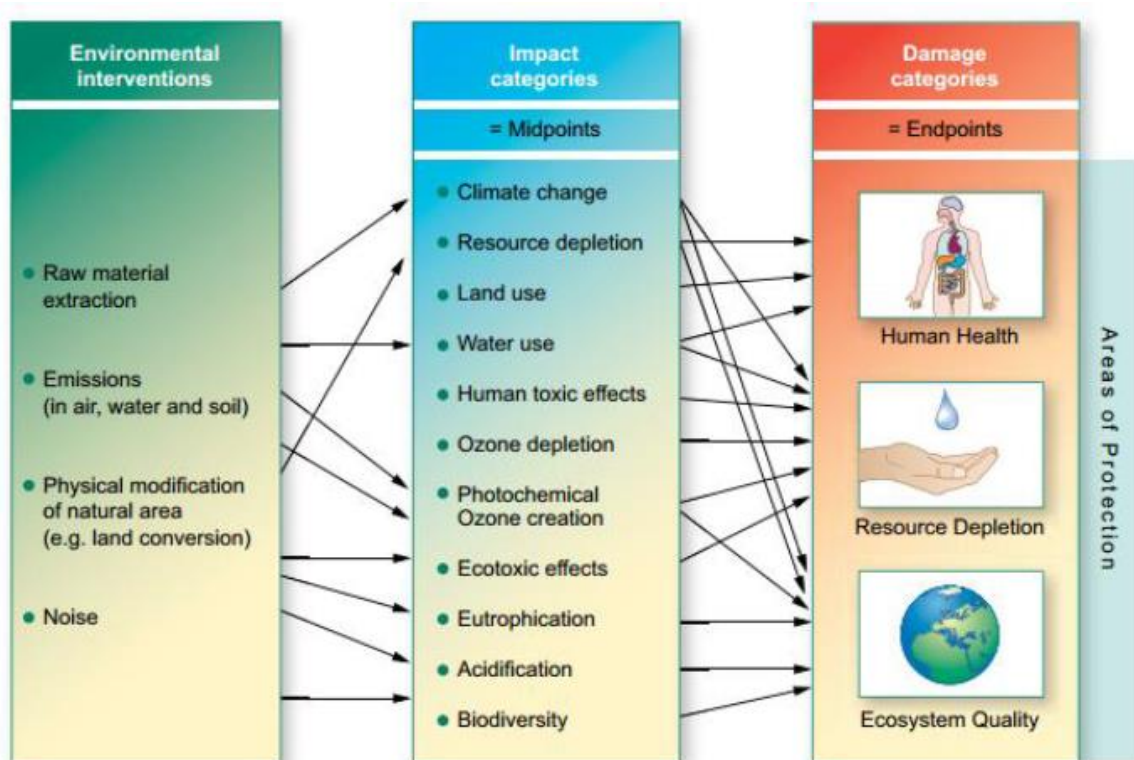 Environmental
interventions
Raw material
extraction
Emissions
(in air, water and soil)
Physical modification
of natural area
(e.g. land conversion)
Noise
Impact
categories
= Midpoints
Climate change
Resource depletion
Land use
Water use
Human toxic effects
Ozone depletion
Photochemical
Ozone creation
Ecotoxic effects
Eutrophication
Acidification
Biodiversity
Damage
categories
= Endpoints
Human Health
Resource Depletion
Ecosystem Quality
Areas of Protection